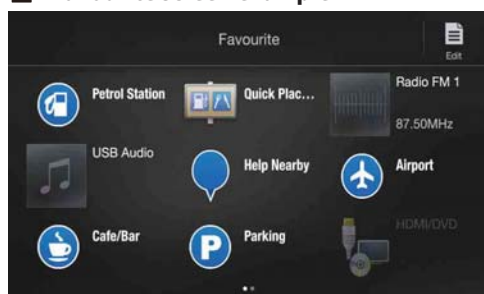 Favourite
Edit
Petrol Station
Quick Plac...
Radio FM 1
87.50MHz
USB Audio
Help Nearby
Airport
Cafe/Bar
P
Parking
HDMI/DVD